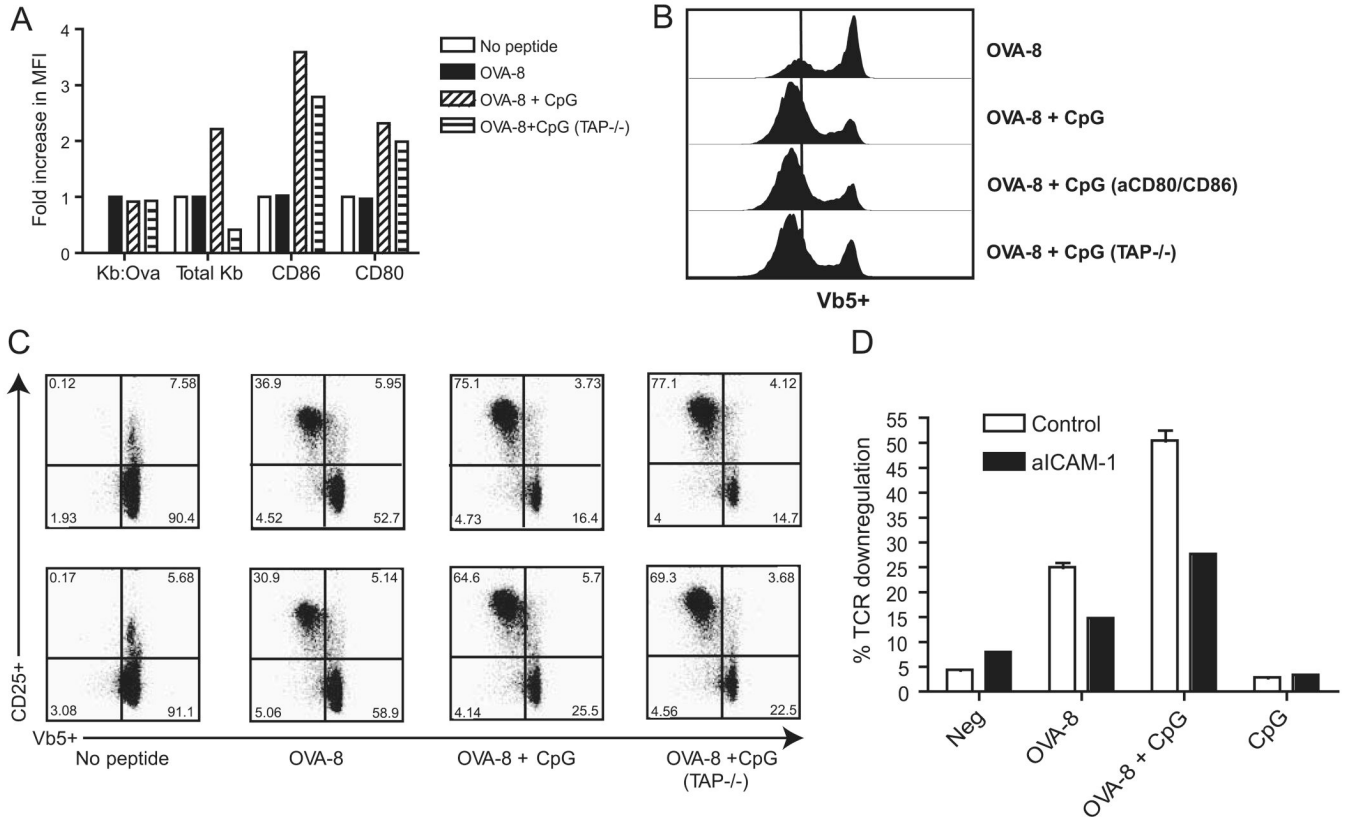 A
Fold increase in MFI
4
3
2
1
0
Kb:Ova
Total Kb
CD86
CD80
No peptide
OVA-8
OVA-8 + CpG
OVA-8+CpG (TAP-/-)
B
OVA-8
OVA-8 + CpG
OVA-8 + CpG (aCD80/CD86)
OVA-8 + CpG (TAP-/-)
Vb5+
C
CD25+
0.12 7.58
1.93 90.4
36.9 5.95
4.52 52.7
75.1 3.73
4.73 16.4
77.1 4.12
4 14.7
0.17 5.68
3.08 91.1
30.9 5.14
5.06 58.9
64.6 5.7
4.14 25.5
69.3 3.68
4.56 22.5
Vb5+
No peptide
OVA-8
OVA-8 + CpG
OVA-8 +CpG
(TAP-/-)
D
% TCR downregulation
55
50
45
40
35
30
25
20
15
10
5
0
Control
aICAM-1
Neg
OVA-8
OVA-8 + CpG
CpG